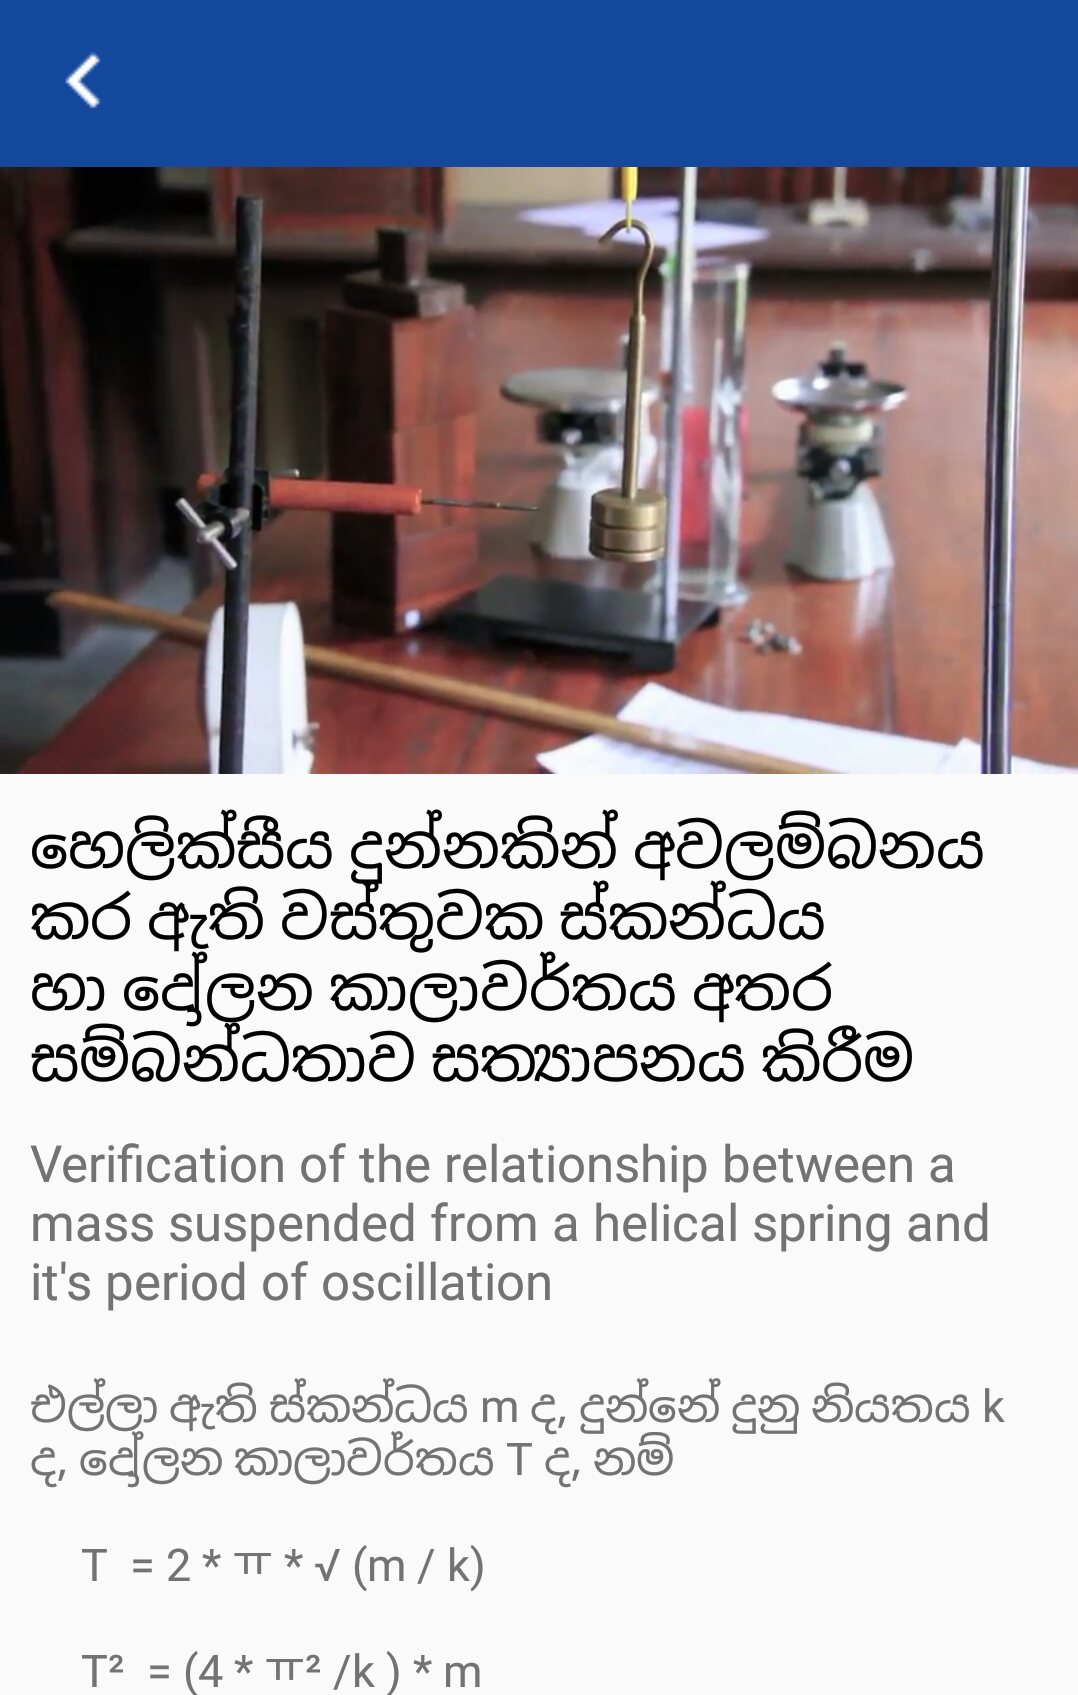 හෙලික්සීය දුන්නකින් අවලම්බනය
කර ඇති වස්තුවක ස්කන්ධය
හා දෝලන කාලාවර්තය අතර
සම්බන්ධතාව සත්‍යාපනය කිරීම
Verification of the relationship between a
mass suspended from a helical spring and
it's period of oscillation
එල්ලා ඇති ස්කන්ධය m ද, දුන්නේ දුනු නියතය k
ද, දෝලන කාලාවර්තය T ද, නම්
T = 2 * ㅠ * √ (m / k)
T² = (4 * ㅠ² /k ) * m